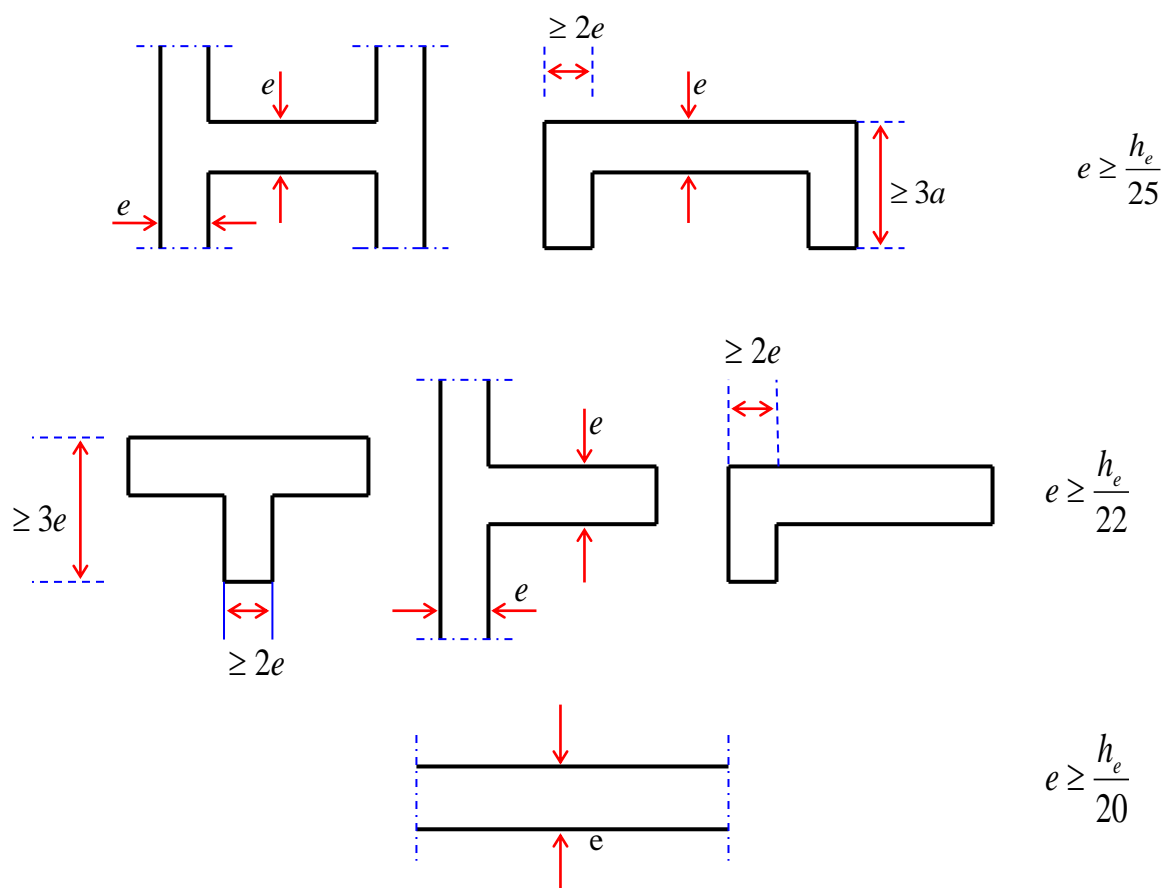 ≥ 2e
e
e
e
≥ 3a
e ≥ h_e/25
≥ 2e
e
≥ 3e
e
≥ 2e
e ≥ h_e/22
e
e ≥ h_e/20